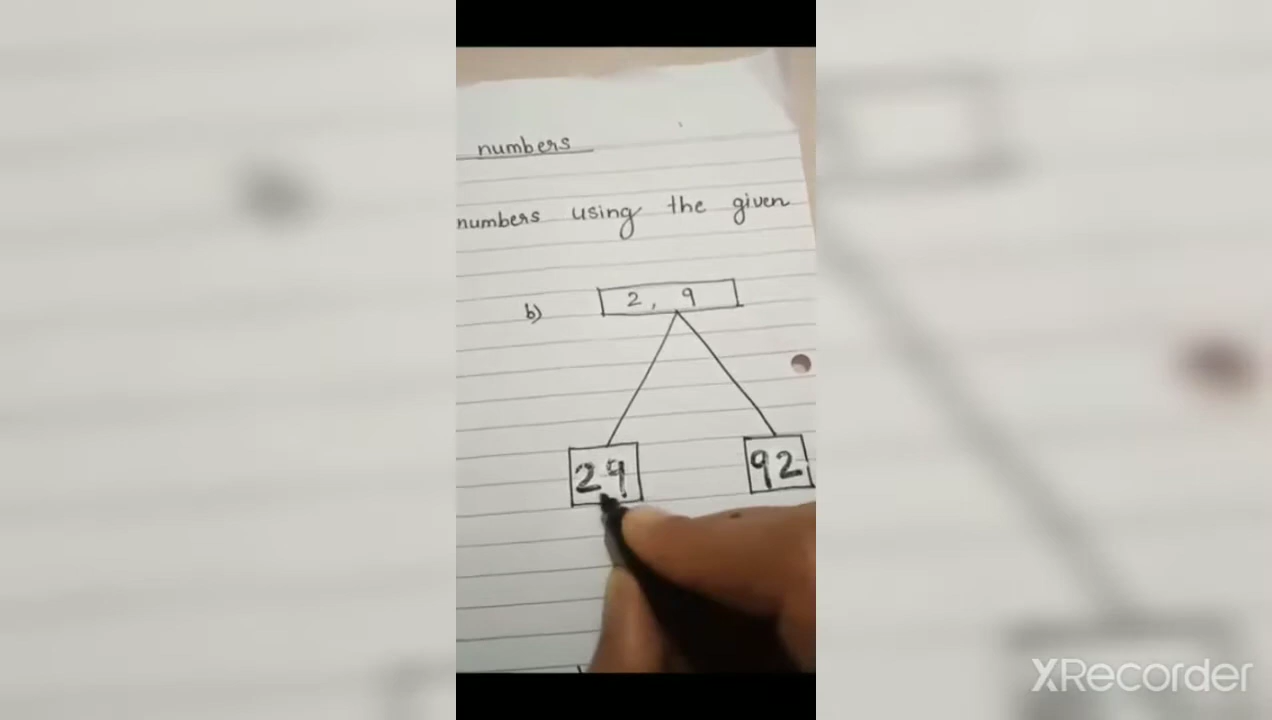 numbers
numbers using the given
b) 2, 9
29 92
XRecorder